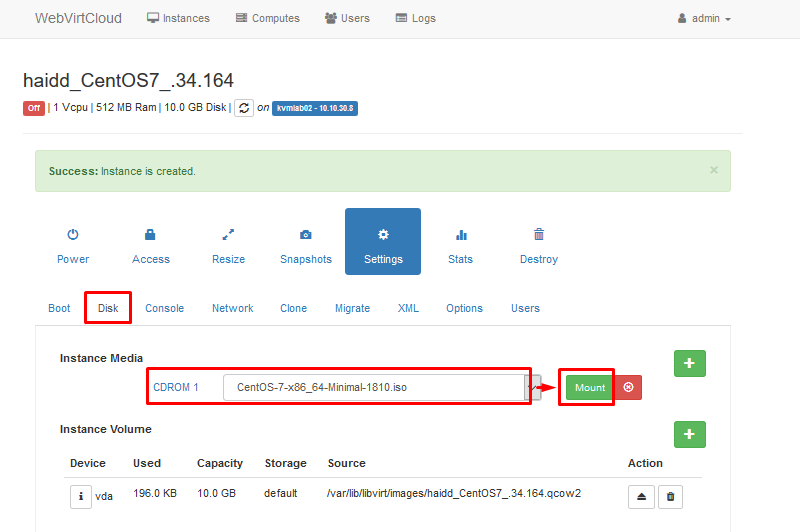 WebVirtCloud Instances Computes Users Logs admin
haidd_CentOS7_.34.164
Off | 1 Vcpu | 512 MB Ram | 10.0 GB Disk | on kvmlab02 - 10.10.30.8
Success: Instance is created. ×
Power Access Resize Snapshots Settings Stats Destroy
Boot Disk Console Network Clone Migrate XML Options Users
Instance Media
CDROM 1 CentOS-7-x86_64-Minimal-1810.iso Mount
Instance Volume
Device Used Capacity Storage Source Action
vda 196.0 KB 10.0 GB default /var/lib/libvirt/images/haidd_CentOS7_.34.164.qcow2